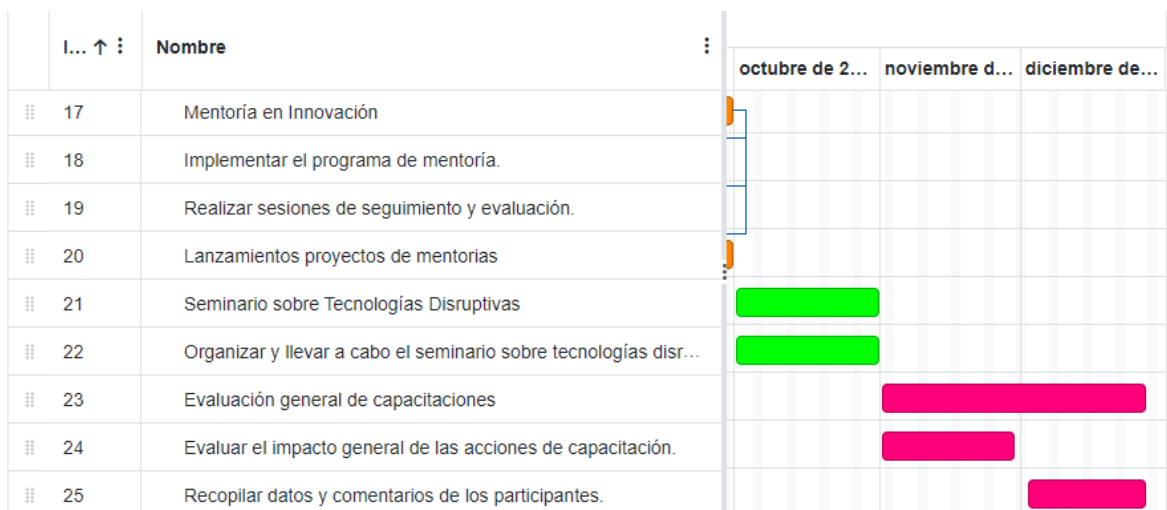 I... Nombre
octubre de 2... noviembre d... diciembre de...
17 Mentoría en Innovación
18 Implementar el programa de mentoría.
19 Realizar sesiones de seguimiento y evaluación.
20 Lanzamientos proyectos de mentorias
21 Seminario sobre Tecnologías Disruptivas
22 Organizar y llevar a cabo el seminario sobre tecnologías disr...
23 Evaluación general de capacitaciones
24 Evaluar el impacto general de las acciones de capacitación.
25 Recopilar datos y comentarios de los participantes.